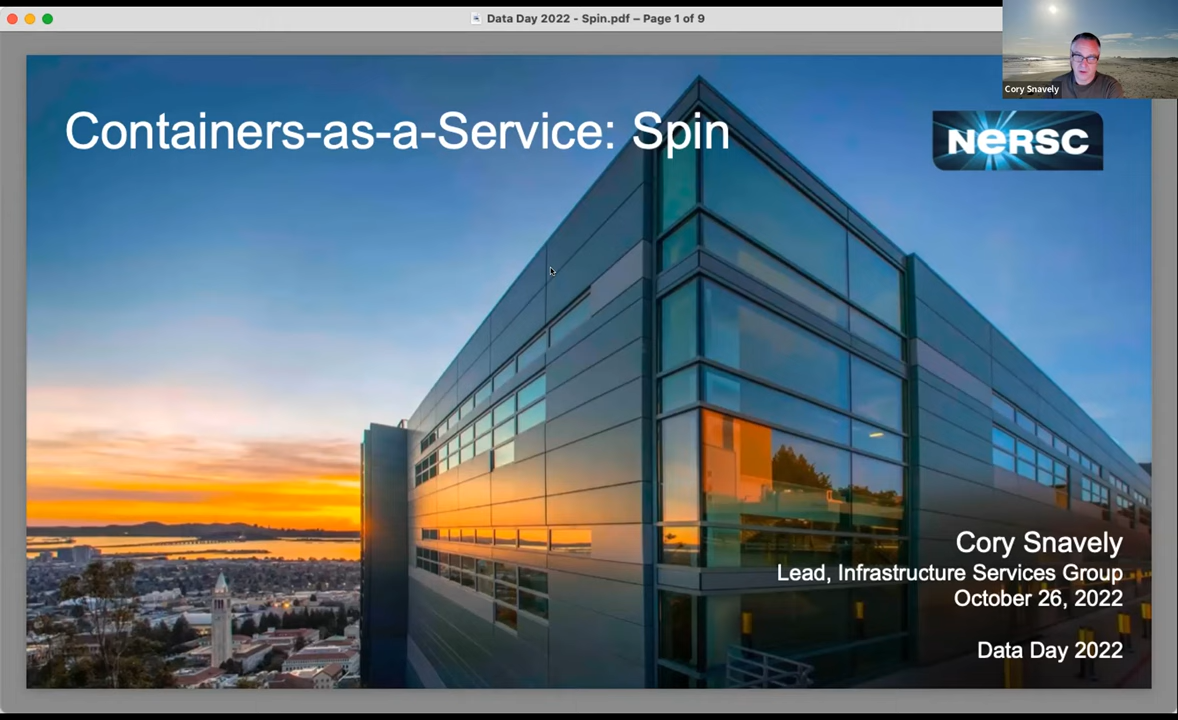 Data Day 2022 - Spin.pdf – Page 1 of 9
Cory Snavely
Containers-as-a-Service: Spin
NERSC
Cory Snavely
Lead, Infrastructure Services Group
October 26, 2022
Data Day 2022